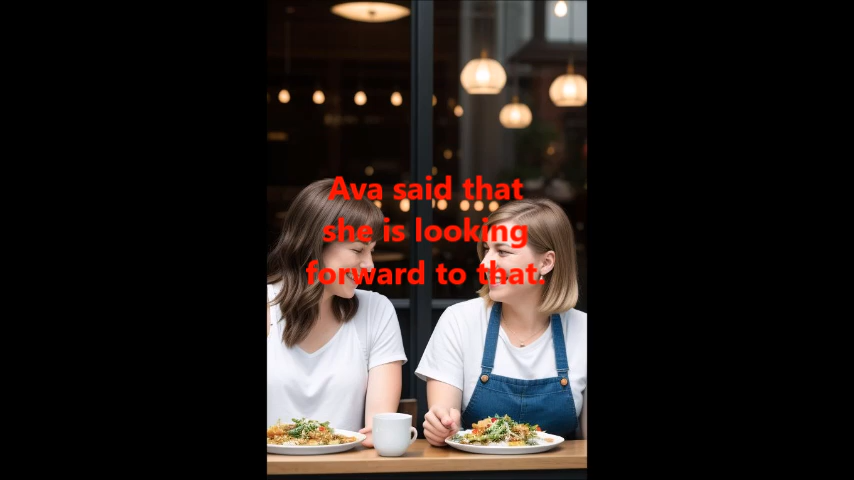 Ava said that
she is looking
forward to that.